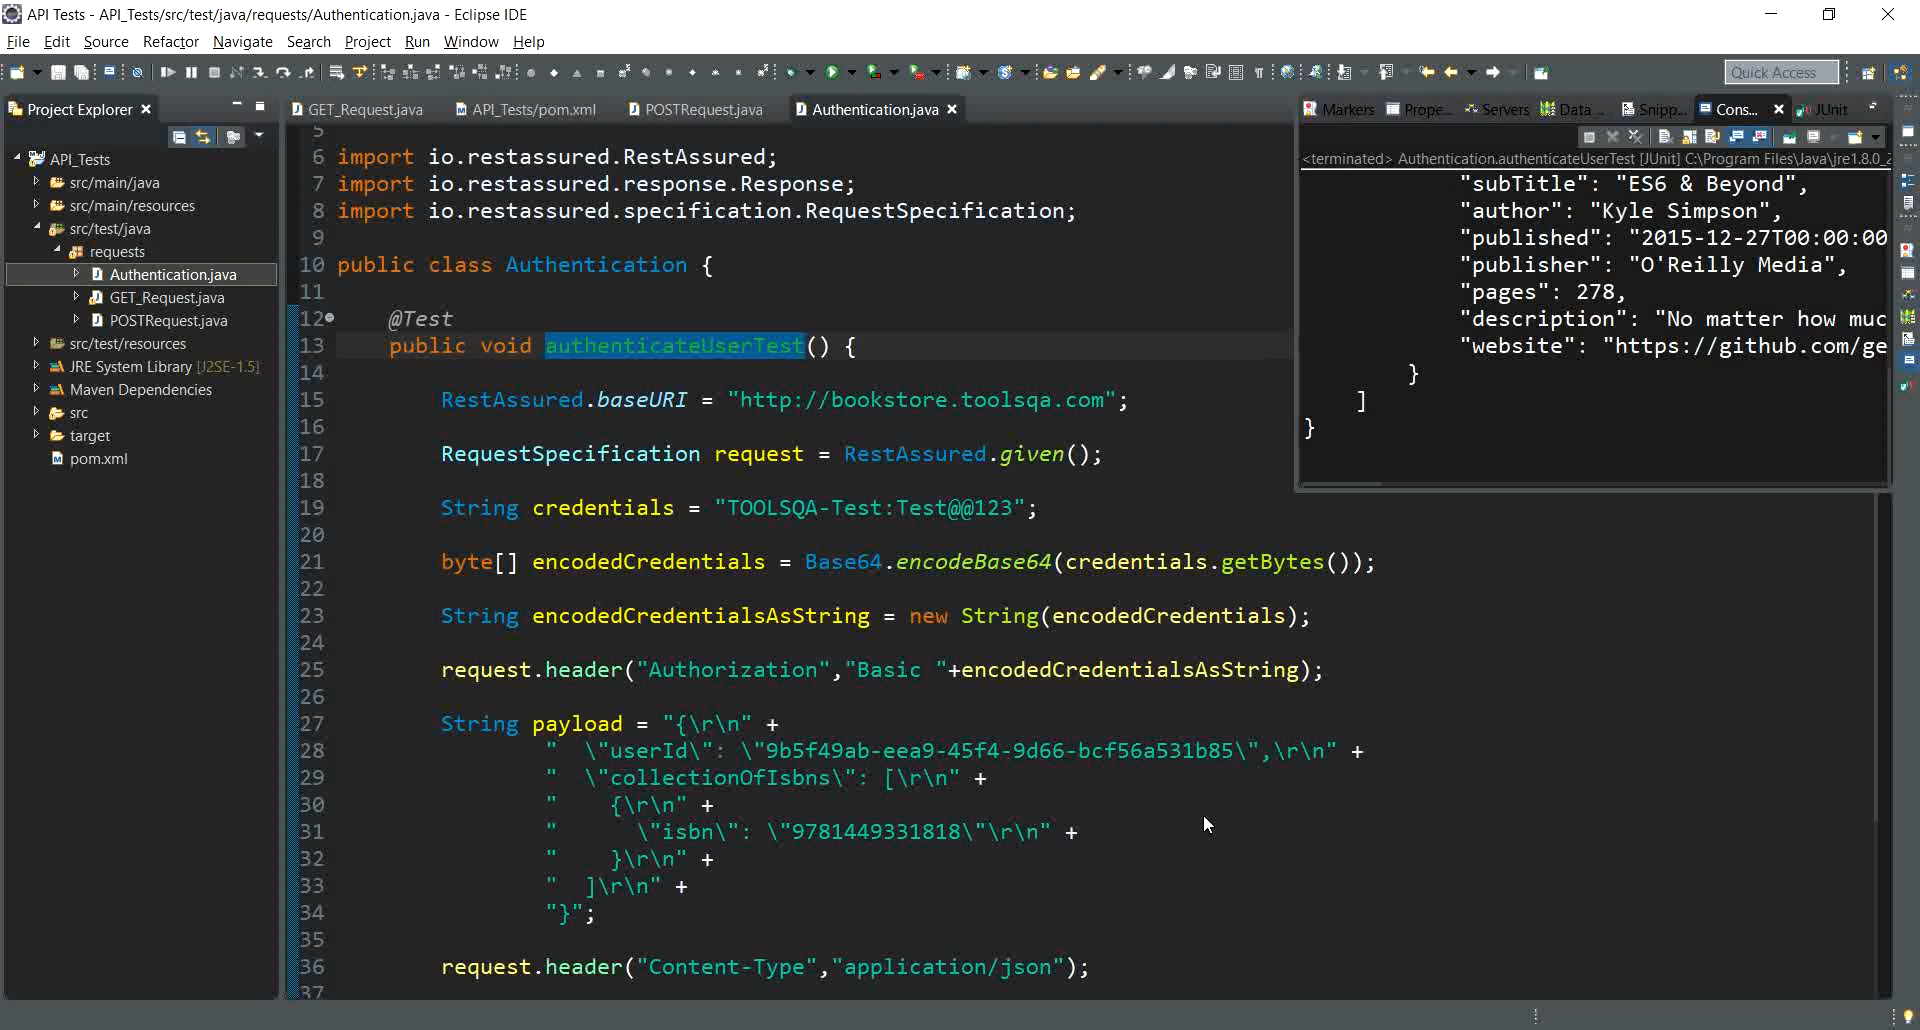 API Tests - API_Tests/src/test/java/requests/Authentication.java - Eclipse IDE
File Edit Source Refactor Navigate Search Project Run Window Help
Quick Access
Project Explorer
API_Tests
src/main/java
src/main/resources
src/test/java
requests
Authentication.java
GET_Request.java
POSTRequest.java
src/test/resources
JRE System Library [J2SE-1.5]
Maven Dependencies
src
target
pom.xml
GET_Request.java API_Tests/pom.xml POSTRequest.java Authentication.java
5
6 import io.restassured.RestAssured;
7 import io.restassured.response.Response;
8 import io.restassured.specification.RequestSpecification;
9
10 public class Authentication {
11
12 @Test
13 public void authenticateUserTest() {
14
15 RestAssured.baseURI = "http://bookstore.toolsqa.com";
16
17 RequestSpecification request = RestAssured.given();
18
19 String credentials = "TOOLSQA-Test:Test@@123";
20
21 byte[] encodedCredentials = Base64.encodeBase64(credentials.getBytes());
22
23 String encodedCredentialsAsString = new String(encodedCredentials);
24
25 request.header("Authorization","Basic "+encodedCredentialsAsString);
26
27 String payload = "{\r\n" +
28 " \"userId\": \"9b5f49ab-eea9-45f4-9d66-bcf56a531b85\",\r\n" +
29 " \"collectionOfIsbns\": [\r\n" +
30 " {\r\n" +
31 " \"isbn\": \"9781449331818\"\r\n" +
32 " }\r\n" +
33 " ]\r\n" +
34 "}";
35
36 request.header("Content-Type","application/json");
37
Markers Prope... Servers Data ... Snipp... Cons... JUnit
<terminated> Authentication.authenticateUserTest [JUnit] C:\Program Files\Java\jre1.8.0_2
"subTitle": "ES6 & Beyond",
"author": "Kyle Simpson",
"published": "2015-12-27T00:00:00
"publisher": "O'Reilly Media",
"pages": 278,
"description": "No matter how muc
"website": "https://github.com/ge
}
]
}